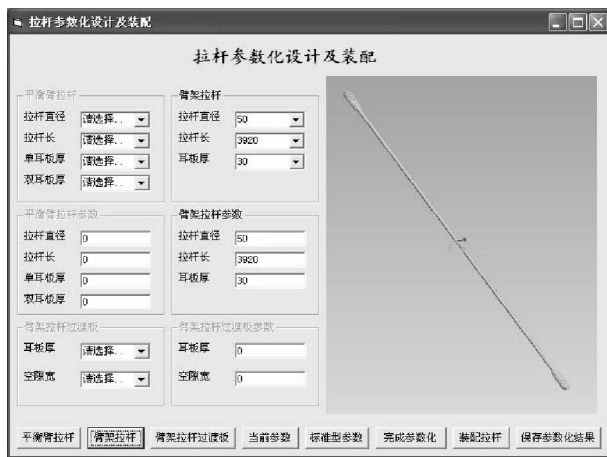 拉杆参数化设计及装配
拉杆参数化设计及装配
平衡臂拉杆
拉杆直径 请选择. .
拉杆长 请选择. .
单耳板厚 请选择. .
双耳板厚 请选择. .
臂架拉杆
拉杆直径 50
拉杆长 3920
耳板厚 30
平衡臂拉杆参数
拉杆直径 0
拉杆长 0
单耳板厚 0
双耳板厚 0
臂架拉杆参数
拉杆直径 50
拉杆长 3920
耳板厚 30
臂架拉杆过渡板
耳板厚 请选择. .
空隙宽 请选择. .
臂架拉杆过渡板参数
耳板厚 0
空隙宽 0
平衡臂拉杆 臂架拉杆 臂架拉杆过渡板 当前参数 标准型参数 完成参数化 装配拉杆 保存参数化结果